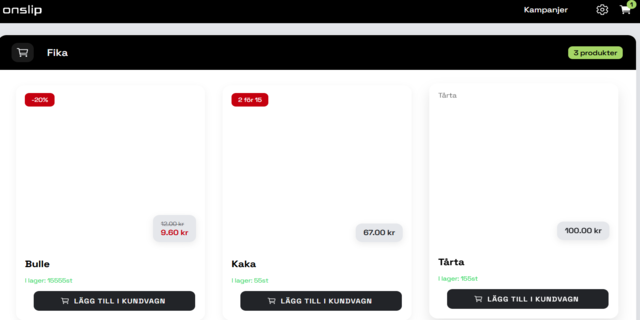 onslip
Kampanjer
1
Fika
3 produkter
-20%
2 för 15
Tårta
12.00 kr
9.60 kr
67.00 kr
100.00 kr
Bulle
Kaka
Tårta
I lager: 15555st
I lager: 55st
I lager: 155st
LÄGG TILL I KUNDVAGN
LÄGG TILL I KUNDVAGN
LÄGG TILL I KUNDVAGN